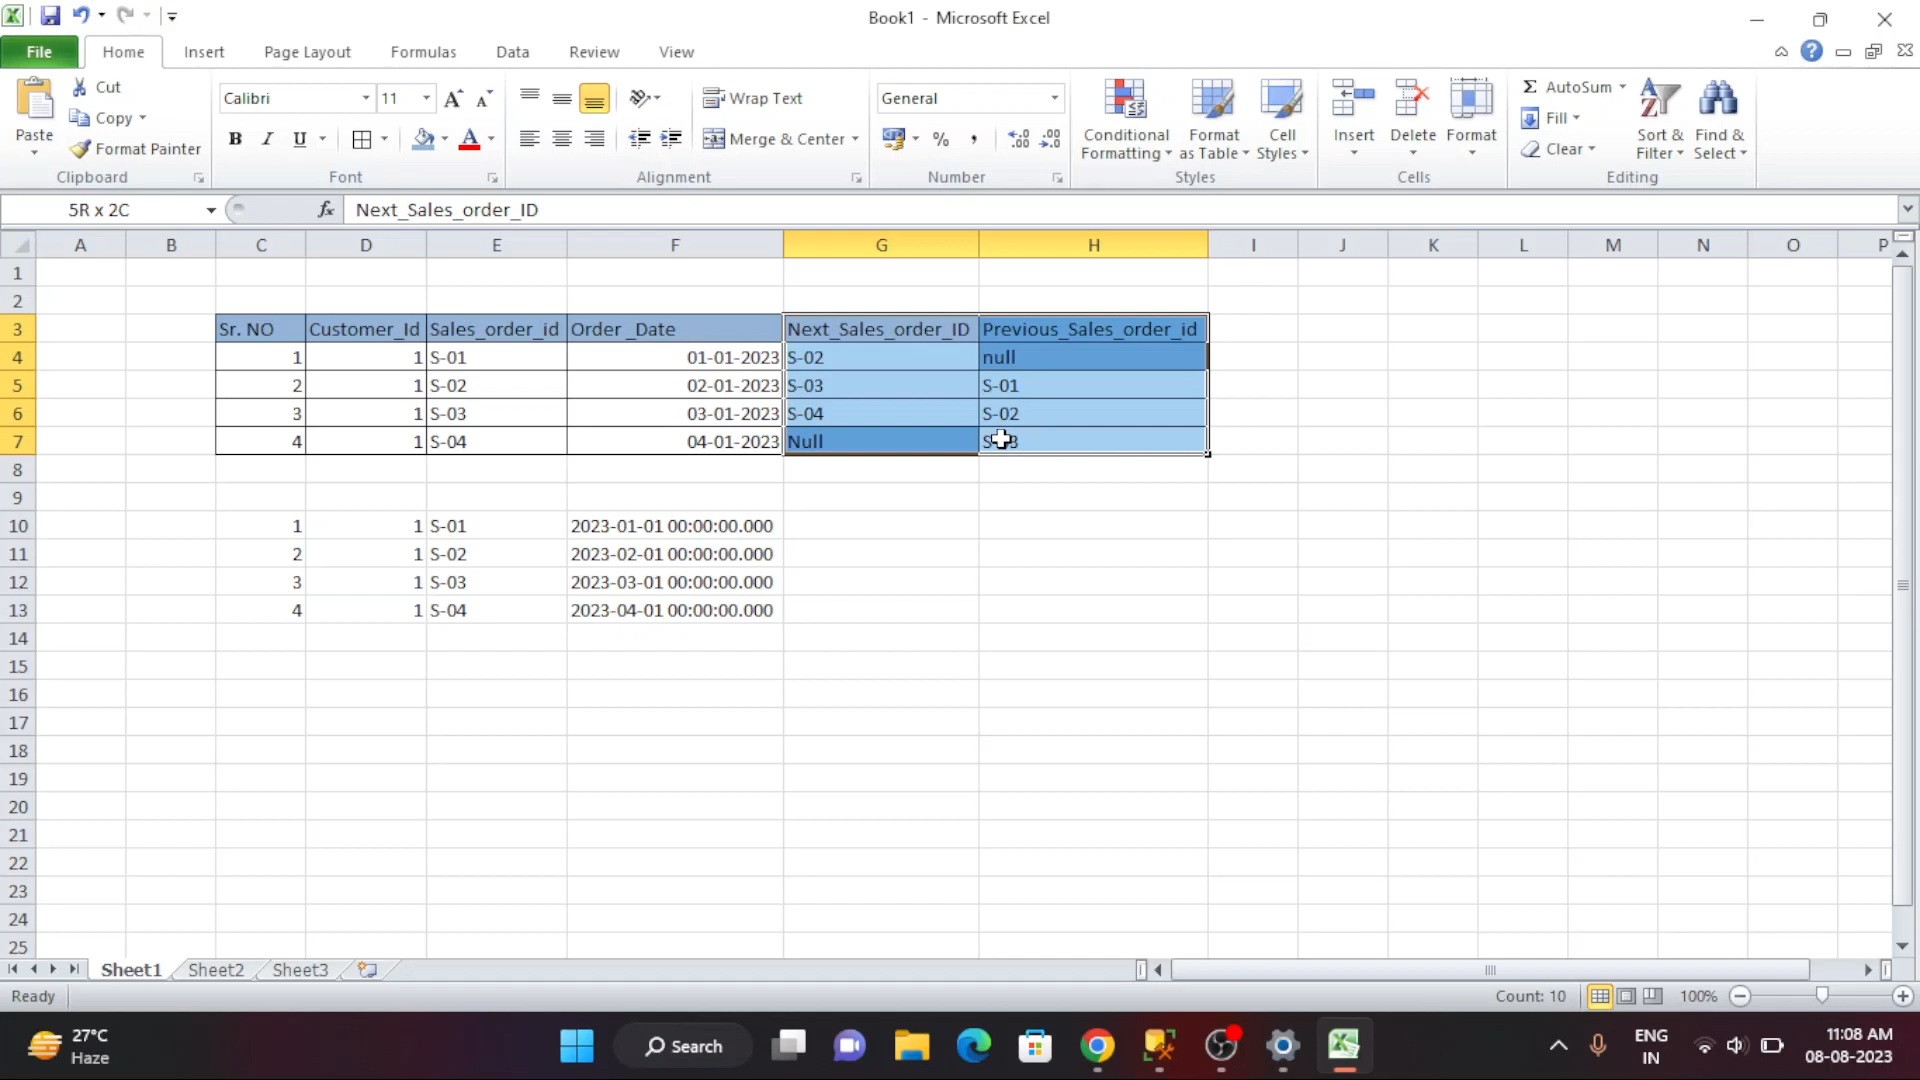 Book1 - Microsoft Excel
File Home Insert Page Layout Formulas Data Review View
Paste
Cut
Copy
Format Painter
Clipboard
Calibri 11
B I U
Font
Wrap Text
Merge & Center
Alignment
General
Number
Conditional Formatting
Format as Table
Cell Styles
Styles
Insert Delete Format
Cells
AutoSum
Fill
Clear
Sort & Filter
Find & Select
Editing
5R x 2C fx Next_Sales_order_ID
A B C D E F G H I J K L M N O P
1
2
3 Sr. NO Customer_Id Sales_order_id Order _Date Next_Sales_order_ID Previous_Sales_order_id
4 1 1 S-01 01-01-2023 S-02 null
5 2 1 S-02 02-01-2023 S-03 S-01
6 3 1 S-03 03-01-2023 S-04 S-02
7 4 1 S-04 04-01-2023 Null
8
9
10 1 1 S-01 2023-01-01 00:00:00.000
11 2 1 S-02 2023-02-01 00:00:00.000
12 3 1 S-03 2023-03-01 00:00:00.000
13 4 1 S-04 2023-04-01 00:00:00.000
14
15
16
17
18
19
20
21
22
23
24
25
Sheet1 Sheet2 Sheet3
Ready Count: 10 100%
27°C
Haze
Search
ENG
IN
11:08 AM
08-08-2023